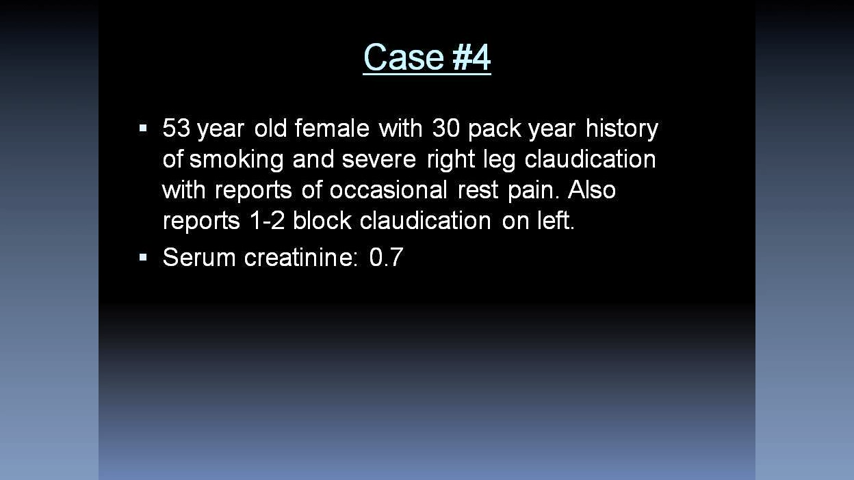 Case #4
▪ 53 year old female with 30 pack year history
of smoking and severe right leg claudication
with reports of occasional rest pain. Also
reports 1-2 block claudication on left.
▪ Serum creatinine: 0.7